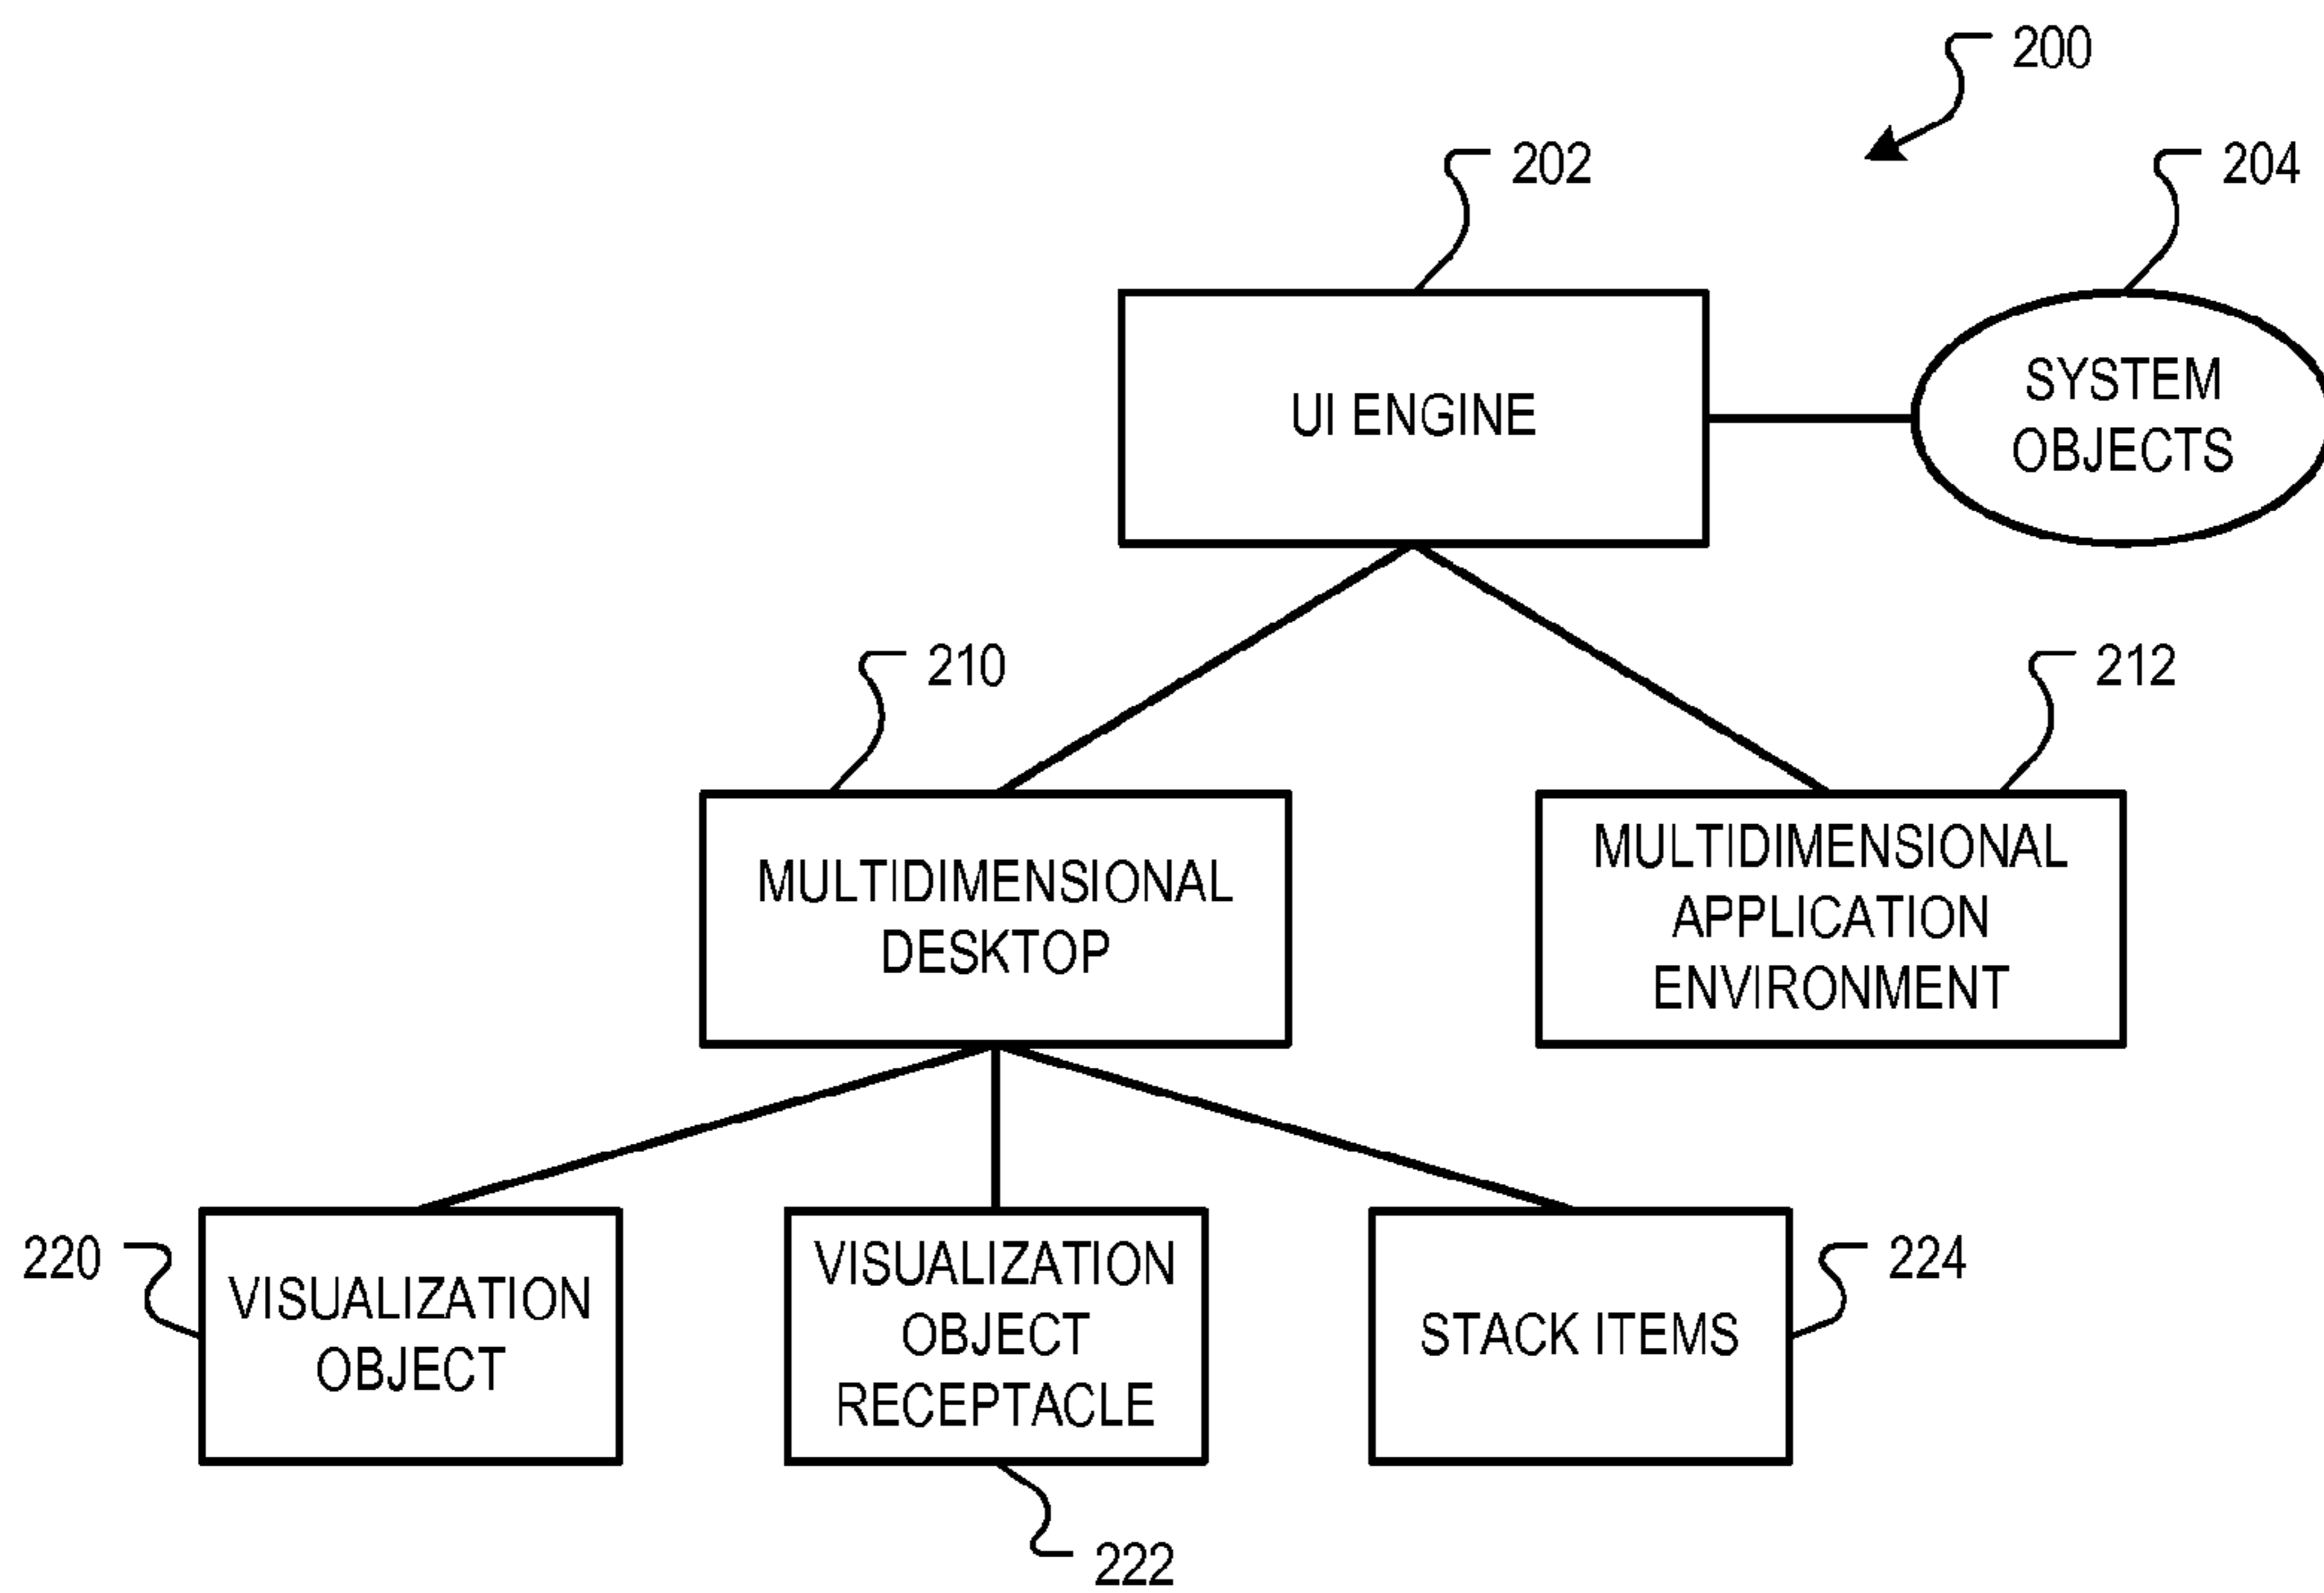 200
202
204
UI ENGINE
SYSTEM
OBJECTS
210
212
MULTIDIMENSIONAL
DESKTOP
MULTIDIMENSIONAL
APPLICATION
ENVIRONMENT
220
VISUALIZATION
OBJECT
VISUALIZATION
OBJECT
RECEPTACLE
STACK ITEMS
224
222